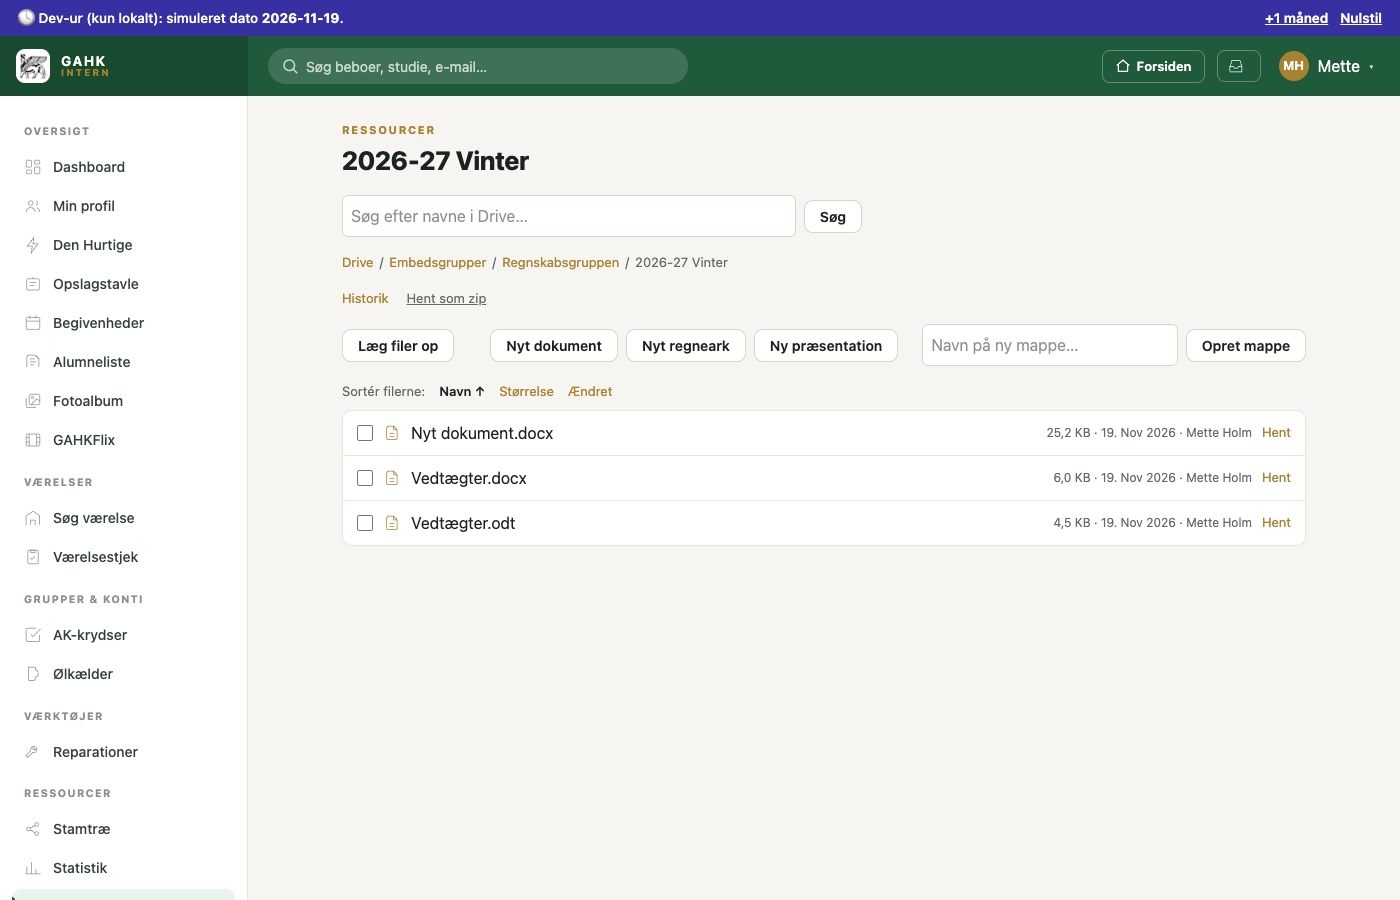 Dev-ur (kun lokalt): simuleret dato 2026-11-19.
+1 måned Nulstil
GAHK
INTERN
Søg beboer, studie, e-mail...
Forsiden
MH Mette
OVERSIGT
Dashboard
Min profil
Den Hurtige
Opslagstavle
Begivenheder
Alumneliste
Fotoalbum
GAHKFlix
VÆRELSER
Søg værelse
Værelsestjek
GRUPPER & KONTI
AK-krydser
Ølkælder
VÆRKTØJER
Reparationer
RESSOURCER
Stamtræ
Statistik
RESSOURCER
2026-27 Vinter
Søg efter navne i Drive...
Søg
Drive / Embedsgrupper / Regnskabsgruppen / 2026-27 Vinter
Historik Hent som zip
Læg filer op Nyt dokument Nyt regneark Ny præsentation Navn på ny mappe... Opret mappe
Sortér filerne: Navn ↑ Størrelse Ændret
Nyt dokument.docx 25,2 KB · 19. Nov 2026 · Mette Holm Hent
Vedtægter.docx 6,0 KB · 19. Nov 2026 · Mette Holm Hent
Vedtægter.odt 4,5 KB · 19. Nov 2026 · Mette Holm Hent